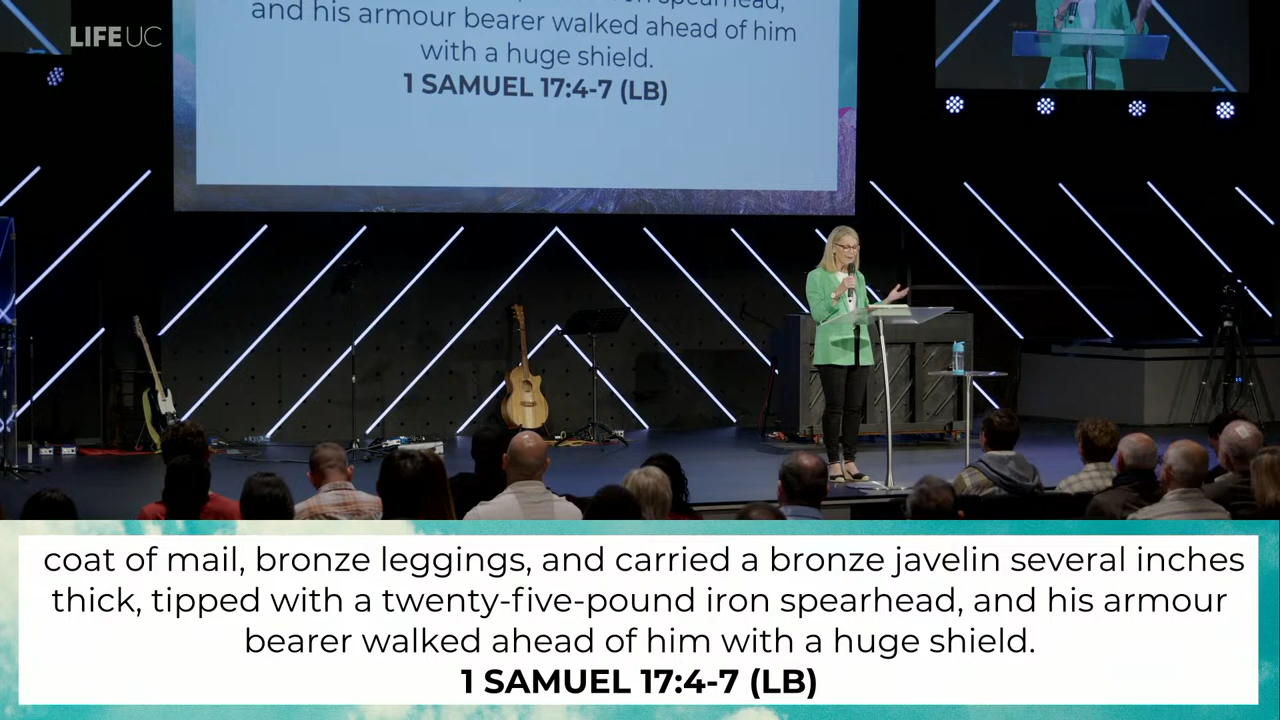 LIFE UC
and his armour bearer walked ahead of him
with a huge shield.
1 SAMUEL 17:4-7 (LB)
coat of mail, bronze leggings, and carried a bronze javelin several inches
thick, tipped with a twenty-five-pound iron spearhead, and his armour
bearer walked ahead of him with a huge shield.
1 SAMUEL 17:4-7 (LB)